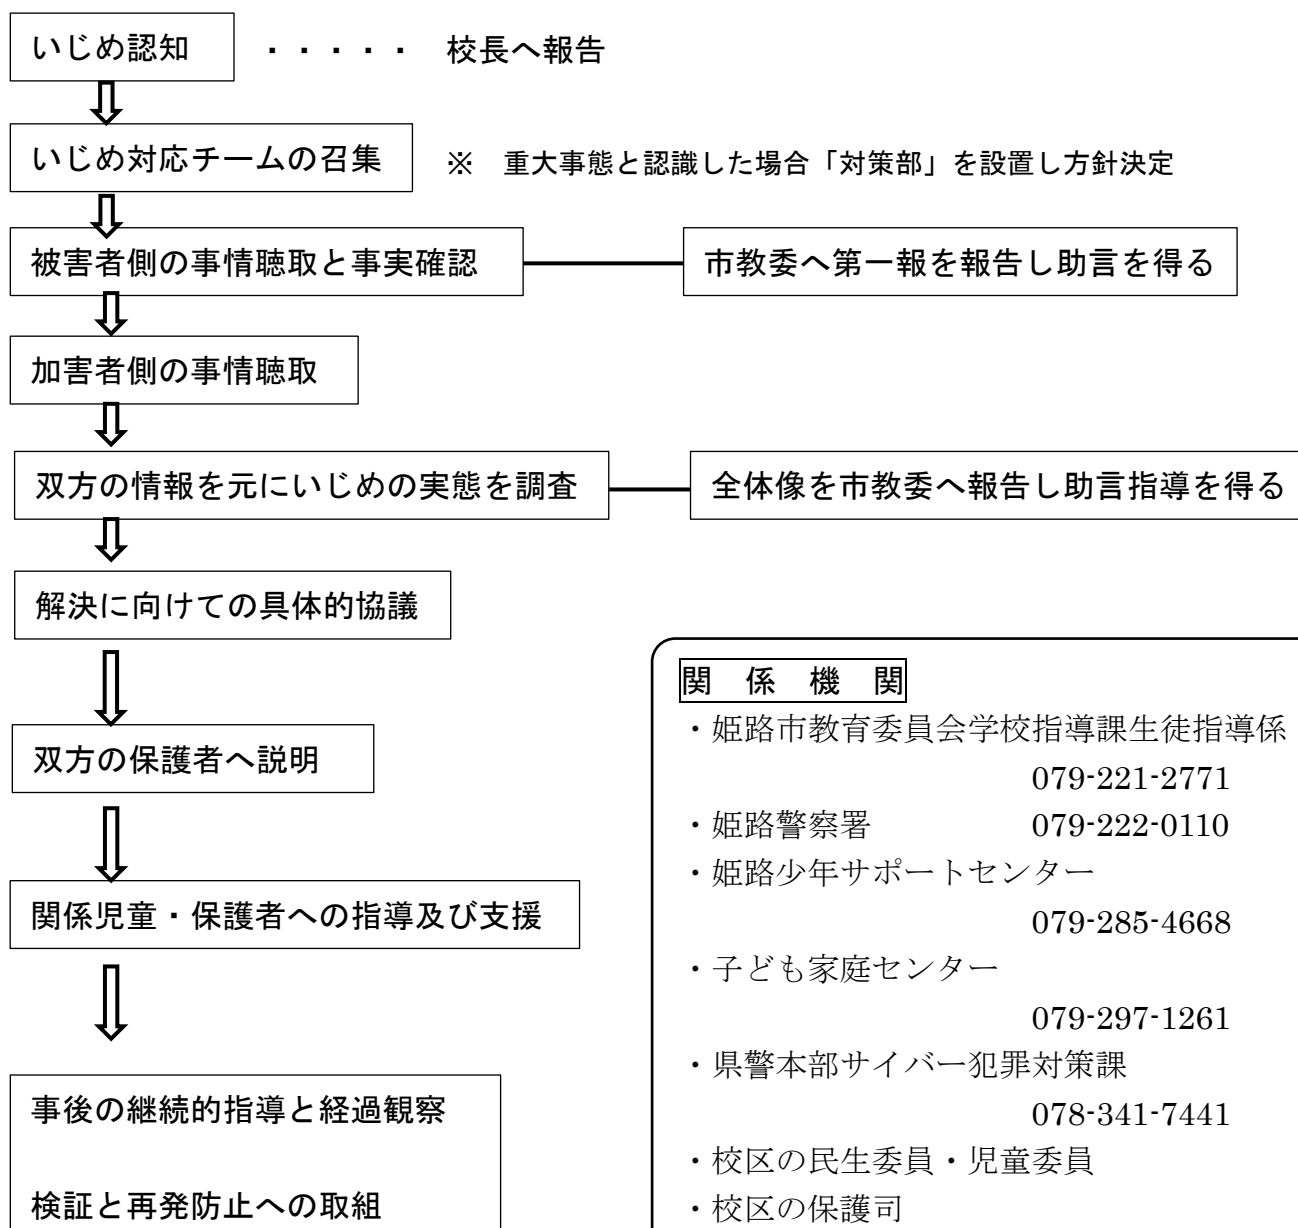 いじめ認知
・・・・・ 校長へ報告
いじめ対応チームの召集
※ 重大事態と認識した場合「対策部」を設置し方針決定
被害者側の事情聴取と事実確認
市教委へ第一報を報告し助言を得る
加害者側の事情聴取
双方の情報を元にいじめの実態を調査
全体像を市教委へ報告し助言指導を得る
解決に向けての具体的協議
双方の保護者へ説明
関係児童・保護者への指導及び支援
事後の継続的指導と経過観察
検証と再発防止への取組
関 係 機 関
・姫路市教育委員会学校指導課生徒指導係
079-221-2771
・姫路警察署 079-222-0110
・姫路少年サポートセンター
079-285-4668
・子ども家庭センター
079-297-1261
・県警本部サイバー犯罪対策課
078-341-7441
・校区の民生委員・児童委員
・校区の保護司